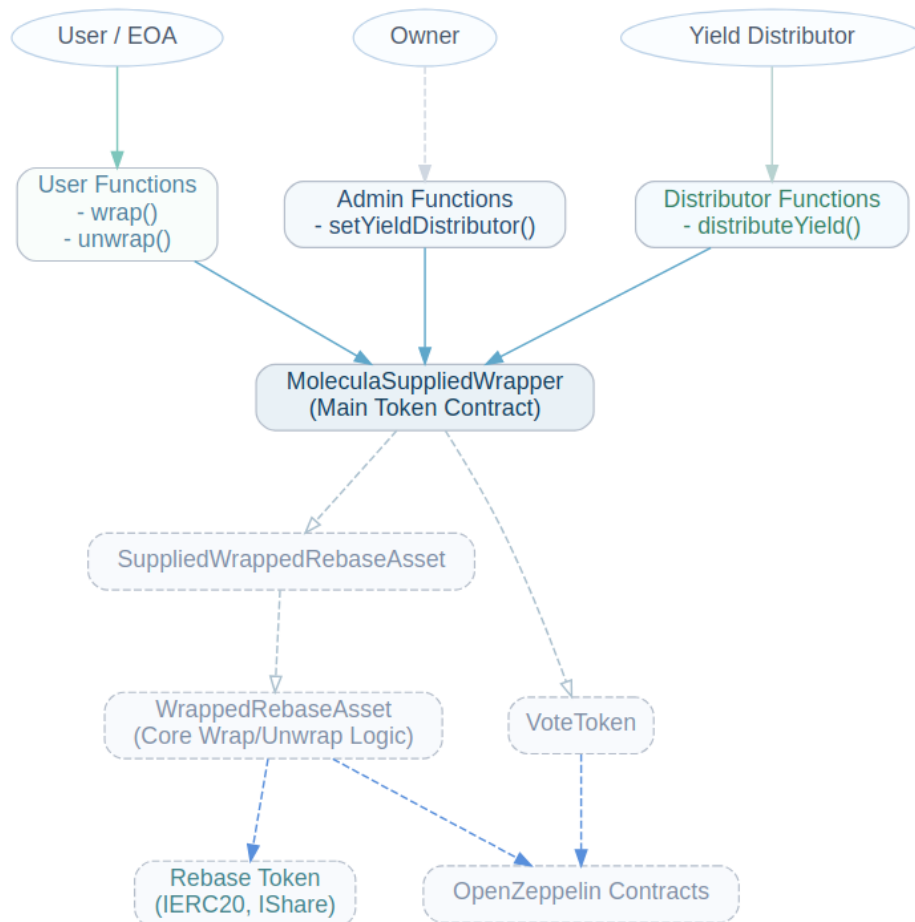 User / EOA
Owner
Yield Distributor
User Functions
- wrap()
- unwrap()
Admin Functions
- setYieldDistributor()
Distributor Functions
- distributeYield()
MoleculaSuppliedWrapper
(Main Token Contract)
SuppliedWrappedRebaseAsset
WrappedRebaseAsset
(Core Wrap/Unwrap Logic)
VoteToken
Rebase Token
(IERC20, IShare)
OpenZeppelin Contracts